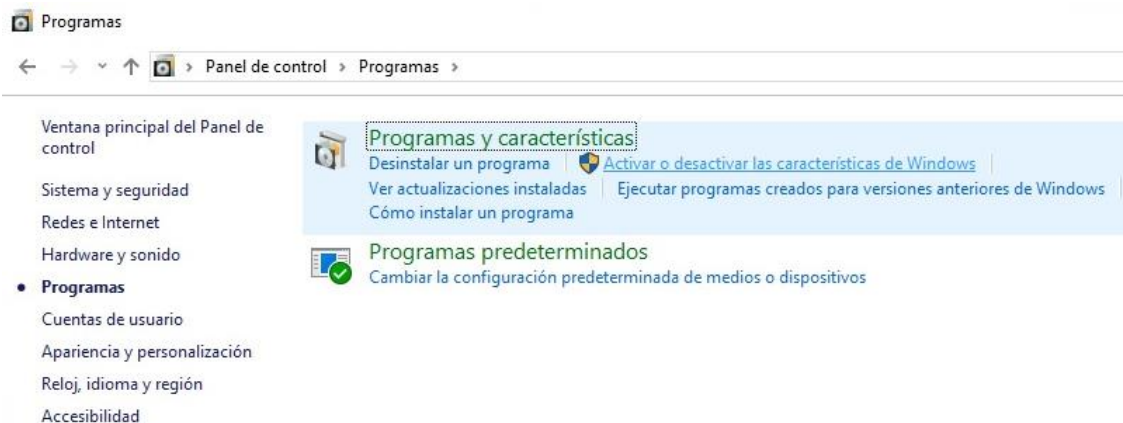 Programas
Panel de control > Programas >
Ventana principal del Panel de
control
Sistema y seguridad
Redes e Internet
Hardware y sonido
Programas
Cuentas de usuario
Apariencia y personalización
Reloj, idioma y región
Accesibilidad
Programas y características
Desinstalar un programa Activar o desactivar las características de Windows
Ver actualizaciones instaladas Ejecutar programas creados para versiones anteriores de Windows
Cómo instalar un programa
Programas predeterminados
Cambiar la configuración predeterminada de medios o dispositivos